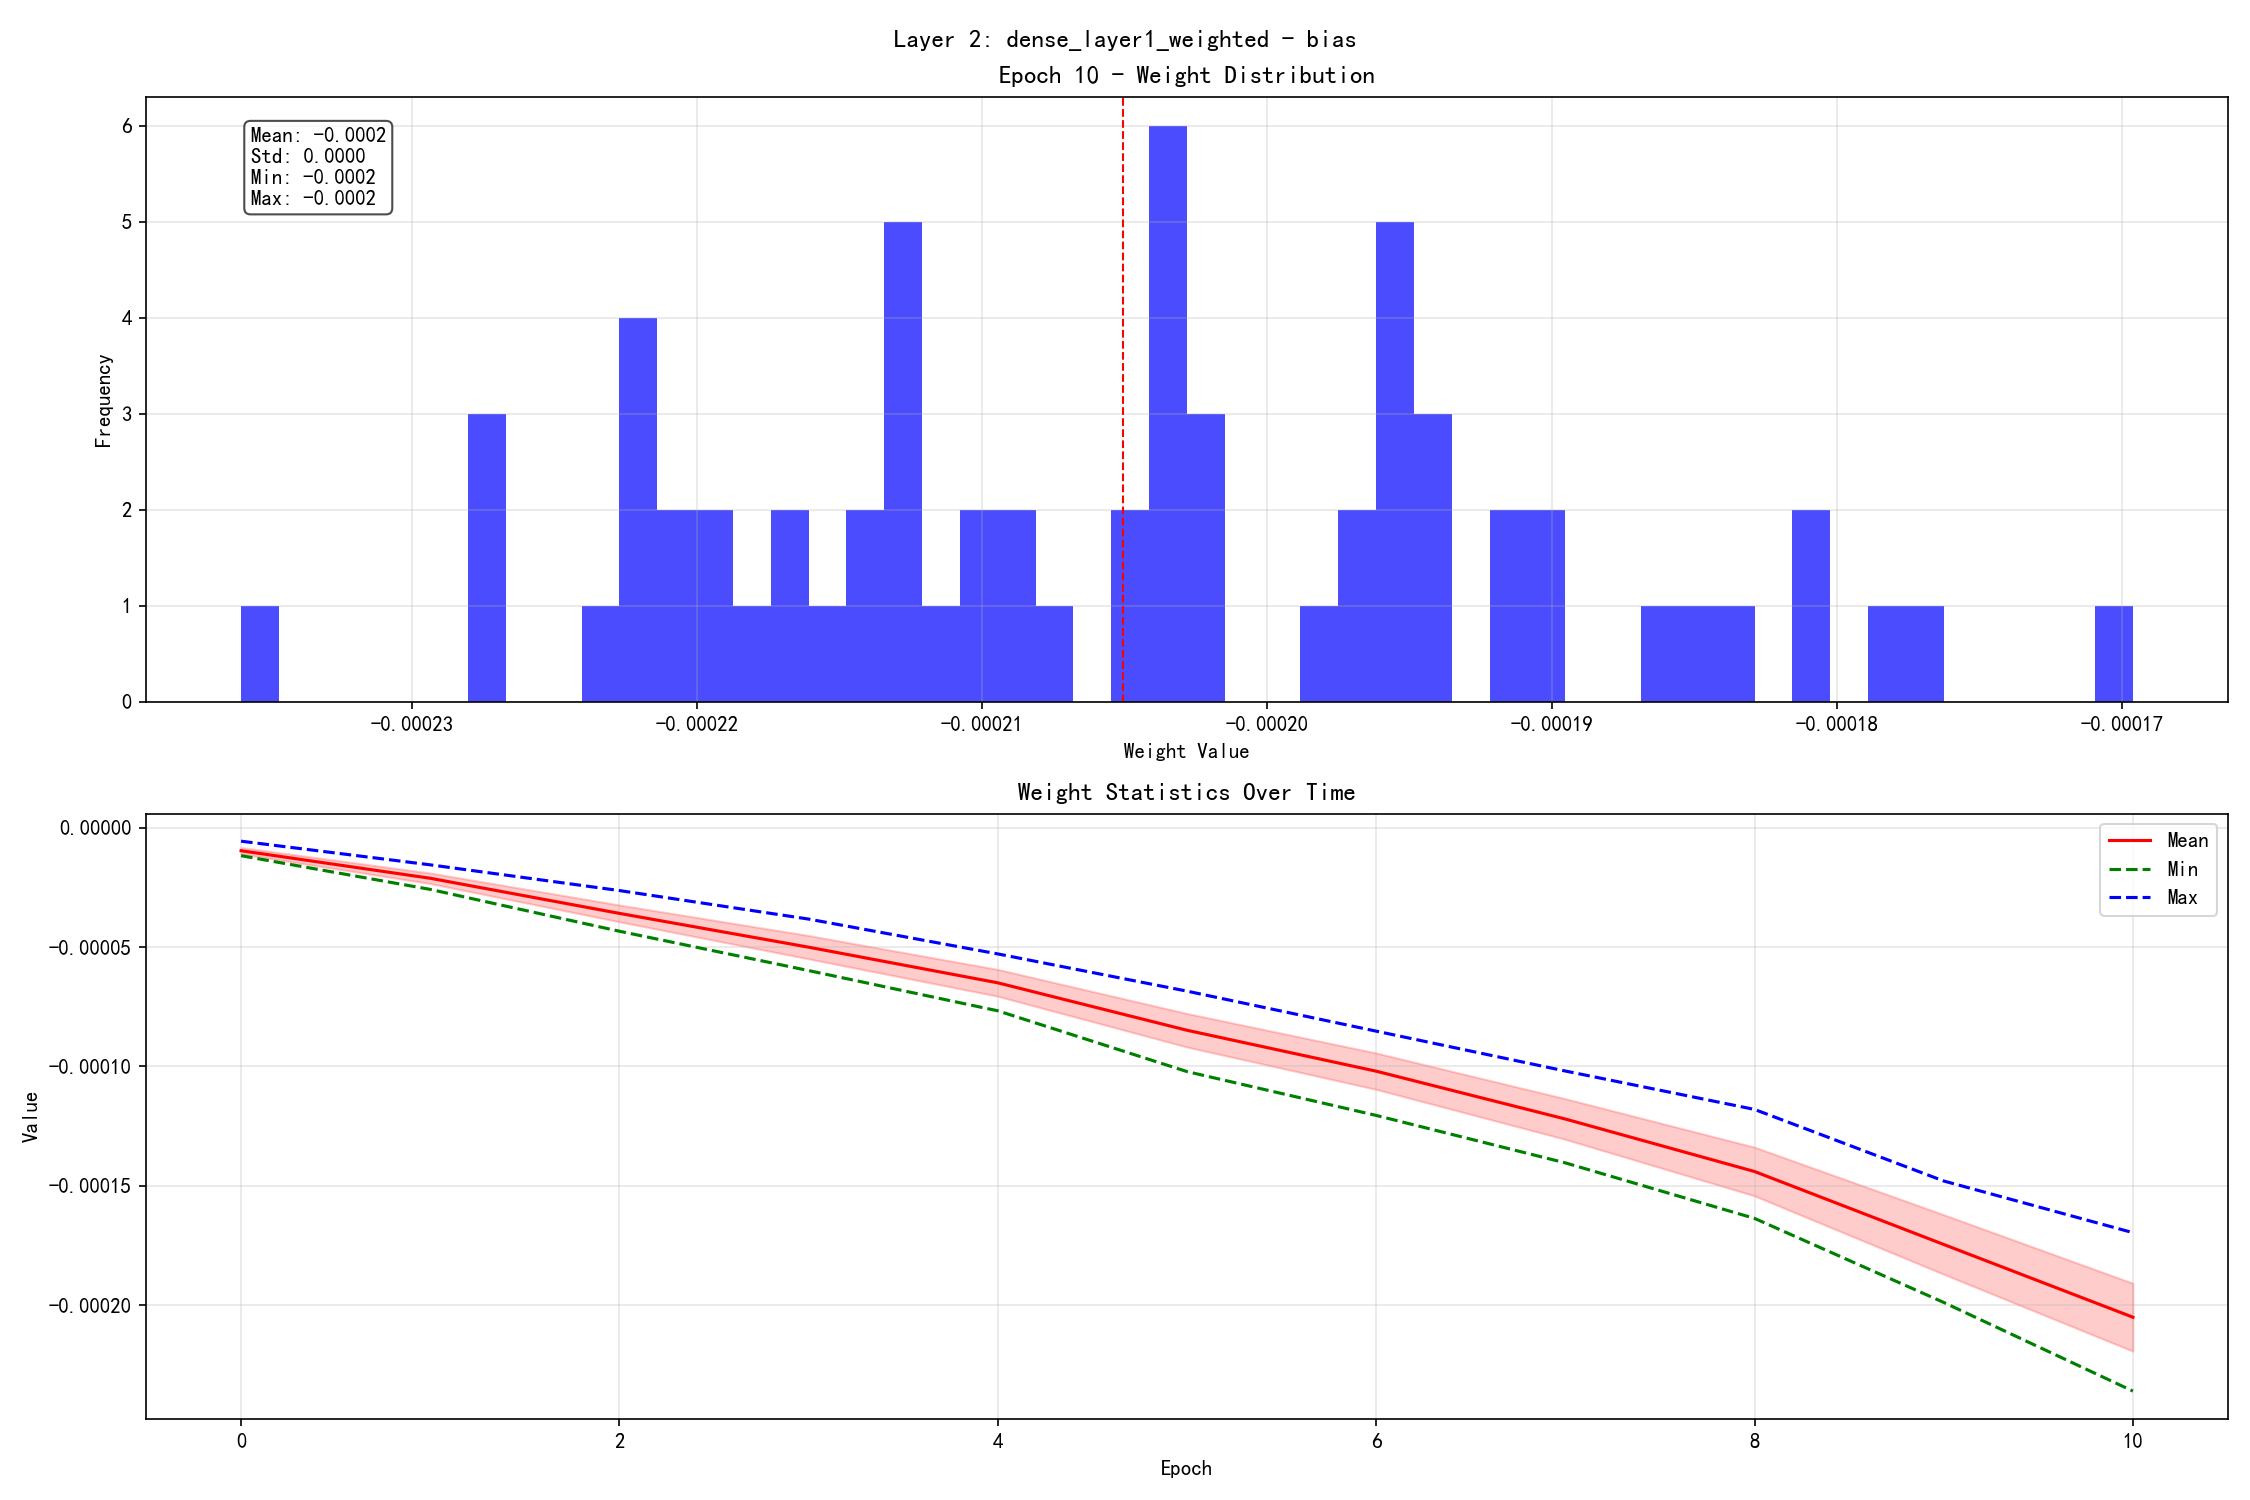 Layer 2: dense_layer1_weighted - bias
Epoch 10 - Weight Distribution
6
5
4
3
2
1
0
Frequency
Mean: -0.0002
Std: 0.0000
Min: -0.0002
Max: -0.0002
-0.00023
-0.00022
-0.00021
-0.00020
-0.00019
-0.00018
-0.00017
Weight Value
Weight Statistics Over Time
0.00000
-0.00005
-0.00010
-0.00015
-0.00020
Value
Mean
Min
Max
0
2
4
6
8
10
Epoch